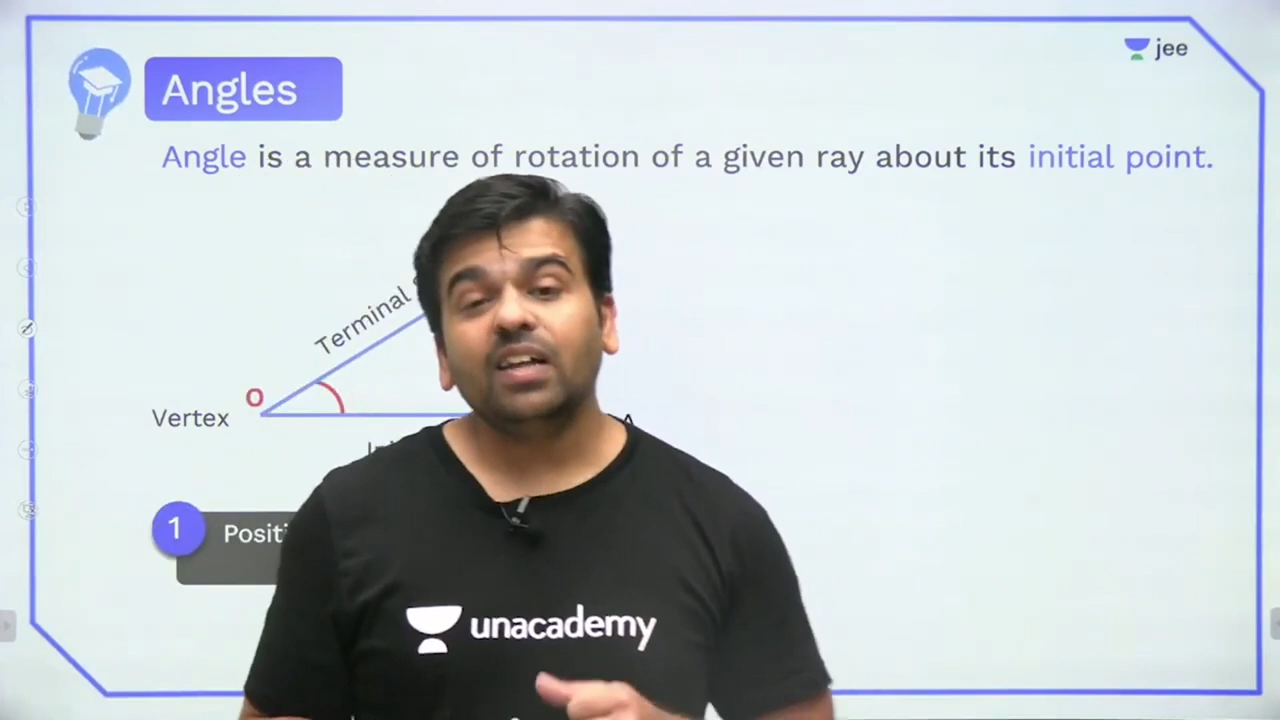 jee
Angles
Angle is a measure of rotation of a given ray about its initial point.
Terminal
O
Vertex
A
1
unacademy